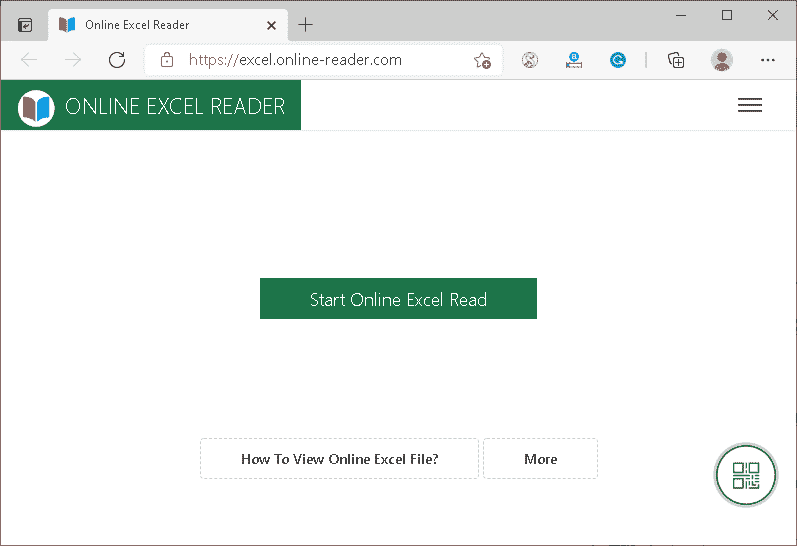 Online Excel Reader
https://excel.online-reader.com
ONLINE EXCEL READER
Start Online Excel Read
How To View Online Excel File?
More